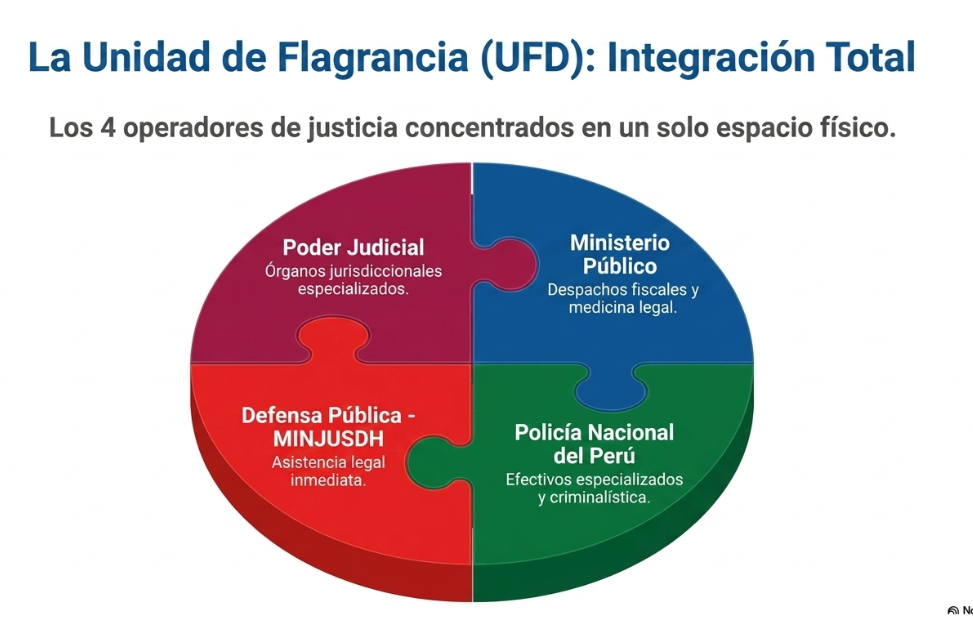 La Unidad de Flagrancia (UFD): Integración Total
Los 4 operadores de justicia concentrados en un solo espacio físico.
Poder Judicial
Órganos jurisdiccionales
especializados.
Ministerio
Público
Despachos fiscales y
medicina legal.
Defensa Pública -
MINJUSDH
Asistencia legal
inmediata.
Policía Nacional
del Perú
Efectivos especializados
y criminalística.